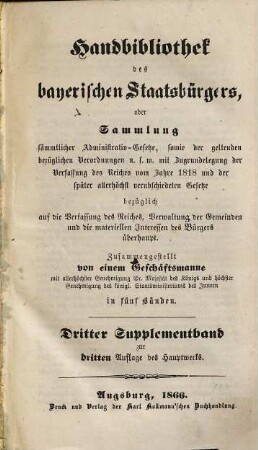 Handbibliothek
des
bayerischen Staatsbürgers,
oder
Sammlung
sämmtlicher Administrativ-Gesetze, sowie der geltenden
bezüglichen Verordnungen u. s. w. mit Zugrundelegung der
Verfassung des Reiches vom Jahre 1818 und der
später allerhöchst verabschiedeten Gesetze
bezüglich
auf die Verfassung des Reiches, Verwaltung der Gemeinden
und die materiellen Interessen des Bürgers
überhaupt.
Zusammengestellt
von einem Geschäftsmanne
mit allerhöchster Genehmigung Sr. Majestät des Königs und höchster
Genehmigung des königl. Staatsministeriums des Innern
in fünf Bänden.
Dritter Supplementband
zur
dritten Auflage des Hauptwerks.
Augsburg, 1866.
Druck und Verlag der Karl Kollmann'schen Buchhandlung.